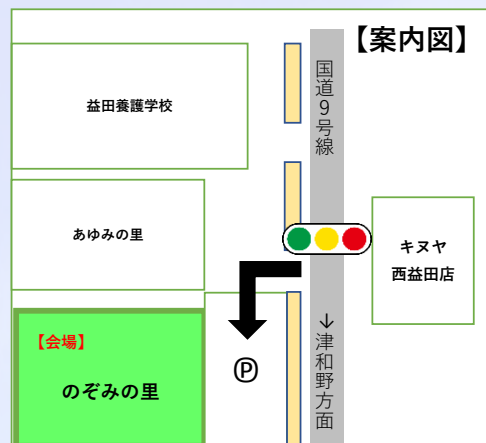 【案内図】
国道9号線
益田養護学校
あゆみの里
キヌヤ
西益田店
【会場】
のぞみの里
Ⓟ
↓津和野方面